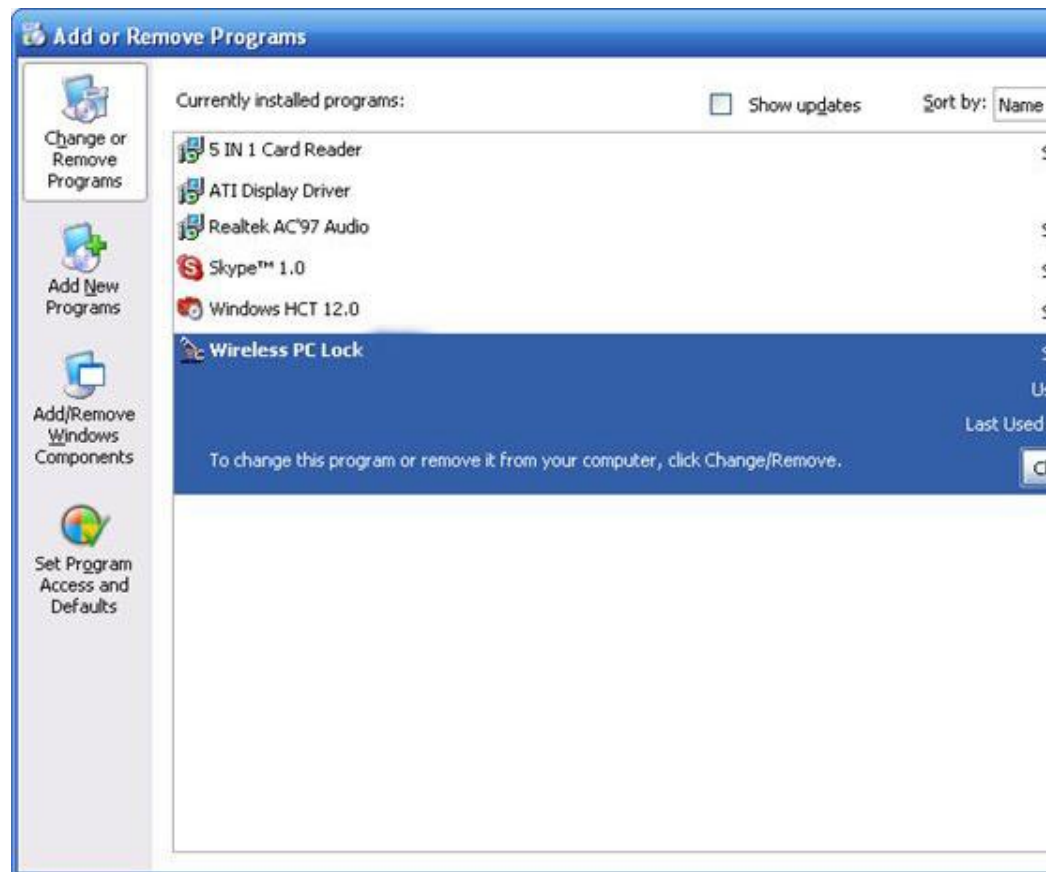 Add or Remove Programs
Change or
Remove
Programs
Add New
Programs
Add/Remove
Windows
Components
Set Program
Access and
Defaults
Currently installed programs:
Show updates
Sort by: Name
5 IN 1 Card Reader
ATI Display Driver
Realtek AC'97 Audio
Skype™ 1.0
Windows HCT 12.0
Wireless PC Lock
Last Used
To change this program or remove it from your computer, click Change/Remove.